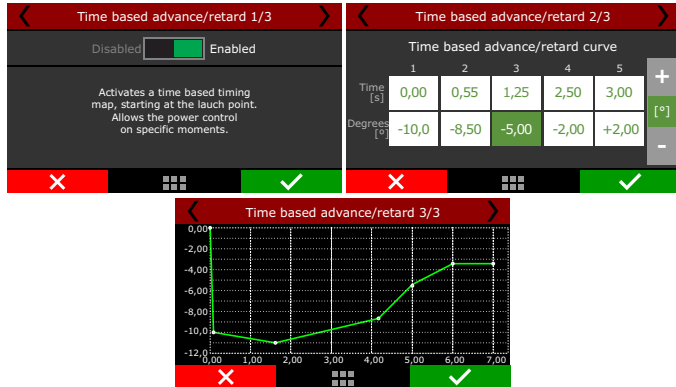 Time based advance/retard 1/3
Disabled Enabled
Activates a time based timing
map, starting at the lauch point.
Allows the power control
on specific moments.
Time based advance/retard 2/3
Time based advance/retard curve
1 2 3 4 5
Time
[s] 0,00 0,55 1,25 2,50 3,00
Degrees
[°] -10,0 -8,50 -5,00 -2,00 +2,00
+
[°]
-
Time based advance/retard 3/3
0,00
-2,00
-4,00
-6,00
-8,00
-10,0
-12,0
0,00 1,00 2,00 3,00 4,00 5,00 6,00 7,00